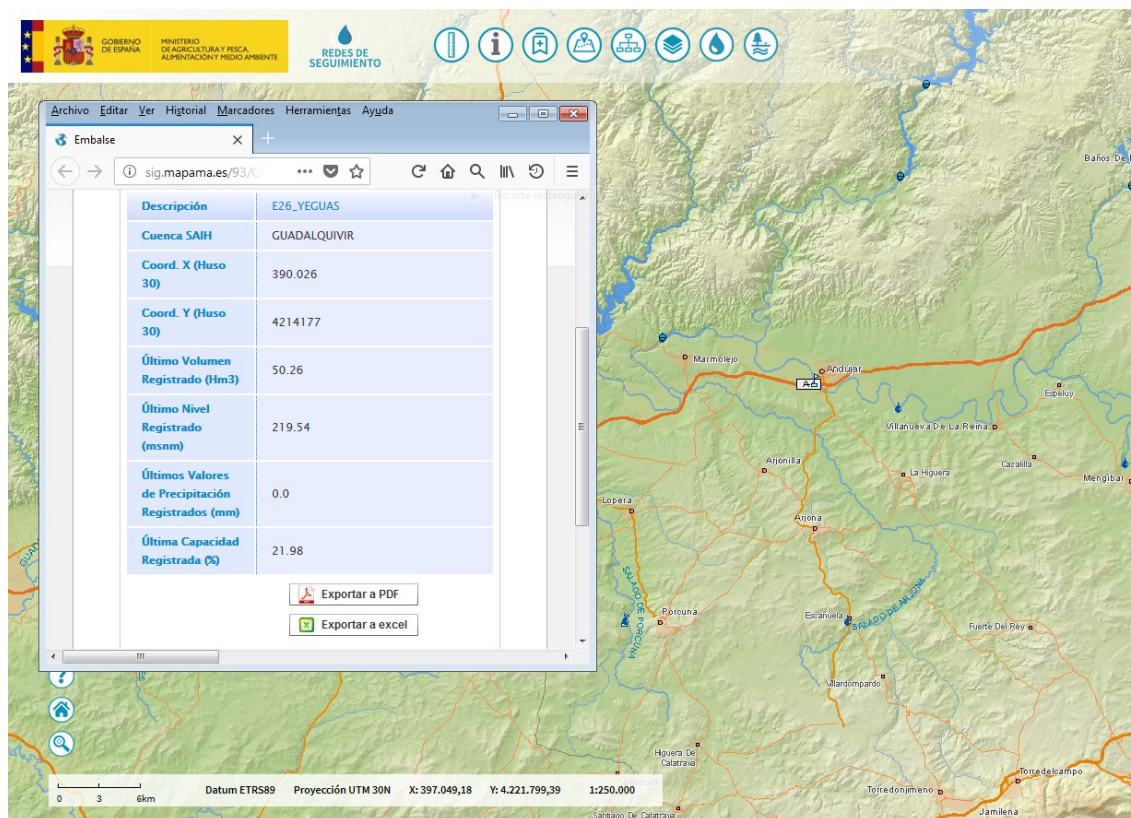 GOBIERNO
DE ESPAÑA
MINISTERIO
DE AGRICULTURA Y PESCA,
ALIMENTACIÓN Y MEDIO AMBIENTE
REDES DE
SEGUIMIENTO
Archivo Editar Ver Historial Marcadores Herramientas Ayuda
Embalse
sig.mapama.es/93/
Descripción E26_YEGUAS
Cuenca SAIH GUADALQUIVIR
Coord. X (Huso
30)
390.026
Coord. Y (Huso
30)
4214177
Último Volumen
Registrado (Hm3)
50.26
Último Nivel
Registrado
(msnm)
219.54
Últimos Valores
de Precipitación
Registrados (mm)
0.0
Última Capacidad
Registrada (%)
21.98
Exportar a PDF
Exportar a excel
Baños De
Marmolejo
Andújar
Espelúy
Villanueva De La Reina
Arjonilla
La Higuera
Cazalilla
Mengíbar
Lopera
Arjona
SALADO DE PORCUNA
Porcuna
Escañuela
SALADO DE ARJONA
Fuerte Del Rey
Villardompardo
Higuera De
Calatrava
Torredelcampo
Torredonjimeno
Santiago De Calatrava
Jamilena
0 3 6km
Datum ETRS89 Proyección UTM 30N X: 397.049,18 Y: 4.221.799,39 1:250.000